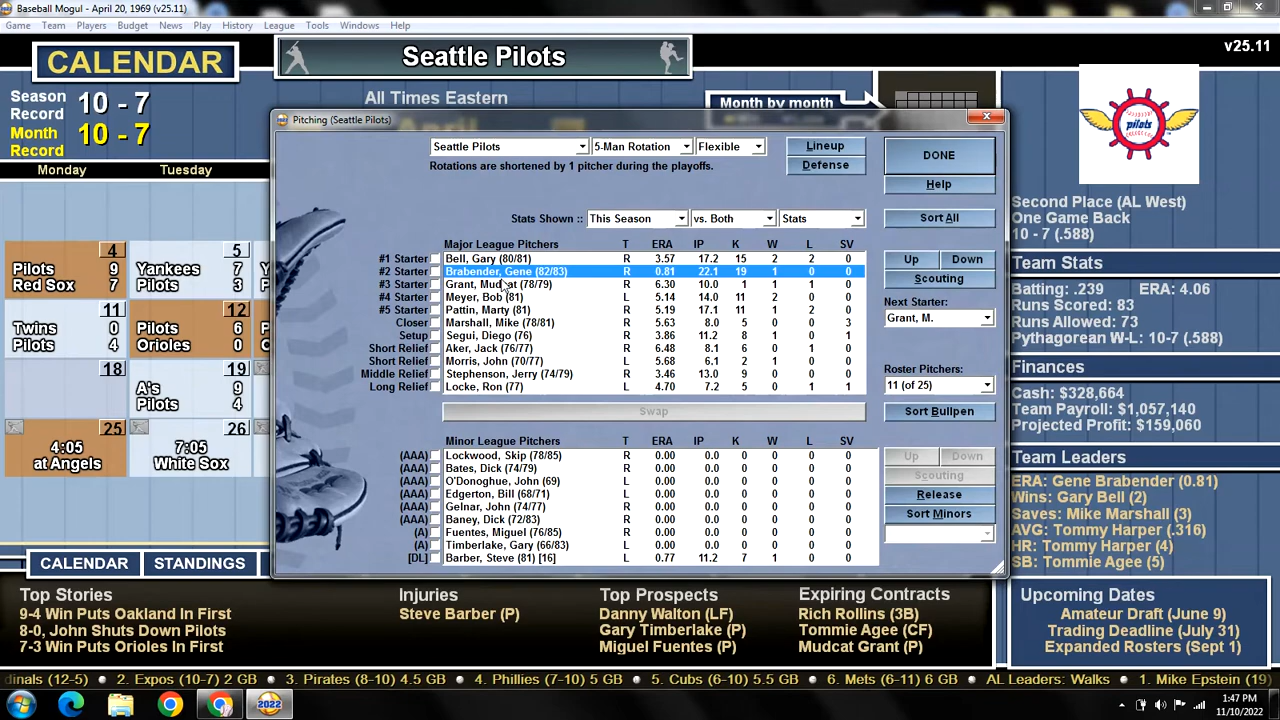 Baseball Mogul - April 20, 1969 (v25.11)
Game Team Players Budget News Play History League Tools Windows Help
CALENDAR
Seattle Pilots
v25.11
Season Record 10 - 7
Month Record 10 - 7
All Times Eastern
Month by month
Monday Tuesday
4
Pilots 9
Red Sox 7
5
Yankees 7
Pilots 3
11
Twins 0
Pilots 4
12
Pilots 6
Orioles 0
18
19
A's 9
Pilots 4
25
4:05
at Angels
26
7:05
White Sox
CALENDAR STANDINGS
Pitching (Seattle Pilots)
Seattle Pilots 5-Man Rotation Flexible
Rotations are shortened by 1 pitcher during the playoffs.
Lineup
Defense
DONE
Help
Stats Shown :: This Season vs. Both Stats
Sort All
Major League Pitchers T ERA IP K W L SV
#1 Starter Bell, Gary (80/81) R 3.57 17.2 15 2 2 0
#2 Starter Brabender, Gene (82/83) R 0.81 22.1 19 1 0 0
#3 Starter Grant, Mudcat (78/79) R 6.30 10.0 1 1 1 0
#4 Starter Meyer, Bob (81) L 5.14 14.0 11 2 0 0
#5 Starter Pattin, Marty (81) R 5.19 17.1 11 1 2 0
Closer Marshall, Mike (78/81) R 5.63 8.0 5 0 0 3
Setup Segui, Diego (76) R 3.86 11.2 8 1 0 1
Short Relief Aker, Jack (76/77) R 6.48 8.1 6 0 1 0
Short Relief Morris, John (70/77) L 5.68 6.1 2 1 0 0
Middle Relief Stephenson, Jerry (74/79) R 3.46 13.0 9 0 0 0
Long Relief Locke, Ron (77) L 4.70 7.2 5 0 1 1
Up Down
Scouting
Next Starter:
Grant, M.
Roster Pitchers:
11 (of 25)
Swap
Sort Bullpen
Minor League Pitchers T ERA IP K W L SV
(AAA) Lockwood, Skip (78/85) R 0.00 0.0 0 0 0 0
(AAA) Bates, Dick (74/79) R 0.00 0.0 0 0 0 0
(AAA) O'Donoghue, John (69) L 0.00 0.0 0 0 0 0
(AAA) Edgerton, Bill (68/71) L 0.00 0.0 0 0 0 0
(AAA) Gelnar, John (74/77) R 0.00 0.0 0 0 0 0
(AAA) Baney, Dick (72/83) R 0.00 0.0 0 0 0 0
(A) Fuentes, Miguel (76/85) R 0.00 0.0 0 0 0 0
(A) Timberlake, Gary (66/83) L 0.00 0.0 0 0 0 0
[DL] Barber, Steve (81) [16] L 0.77 11.2 7 1 0 0
Up Down
Scouting
Release
Sort Minors
pilots
Second Place (AL West)
One Game Back
10 - 7 (.588)
Team Stats
Batting: .239 ERA: 4.06
Runs Scored: 83
Runs Allowed: 73
Pythagorean W-L: 10-7 (.588)
Finances
Cash: $328,664
Team Payroll: $1,057,140
Projected Profit: $159,060
Team Leaders
ERA: Gene Brabender (0.81)
Wins: Gary Bell (2)
Saves: Mike Marshall (3)
AVG: Tommy Harper (.316)
HR: Tommy Harper (4)
SB: Tommie Agee (5)
Top Stories
9-4 Win Puts Oakland In First
8-0, John Shuts Down Pilots
7-3 Win Puts Orioles In First
Injuries
Steve Barber (P)
Top Prospects
Danny Walton (LF)
Gary Timberlake (P)
Miguel Fuentes (P)
Expiring Contracts
Rich Rollins (3B)
Tommie Agee (CF)
Mudcat Grant (P)
Upcoming Dates
Amateur Draft (June 9)
Trading Deadline (July 31)
Expanded Rosters (Sept 1)
dinals (12-5) 2. Expos (10-7) 2 GB 3. Pirates (8-10) 4.5 GB 4. Phillies (7-10) 5 GB 5. Cubs (6-10) 5.5 GB 6. Mets (6-11) 6 GB AL Leaders: Walks 1. Mike Epstein (19)
2022
1:47 PM
11/10/2022